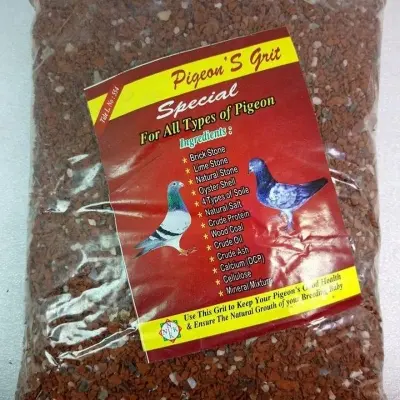 Pigeon'S Grit
Special
For All Types of Pigeon
Ingredients :
Brick Stone
Lime Stone
Natural Stone
Oyster Shell
4 Types of Soile
Natural Salt
Crude Protein
Wood Coal
Crude Oil
Crude Ash
Calcium (DCP)
Cellulose
Mineral Mixture
Use This Grit to Keep Your Pigeon's Good Health
& Ensure The Natural Grouth of your Breeding Baby